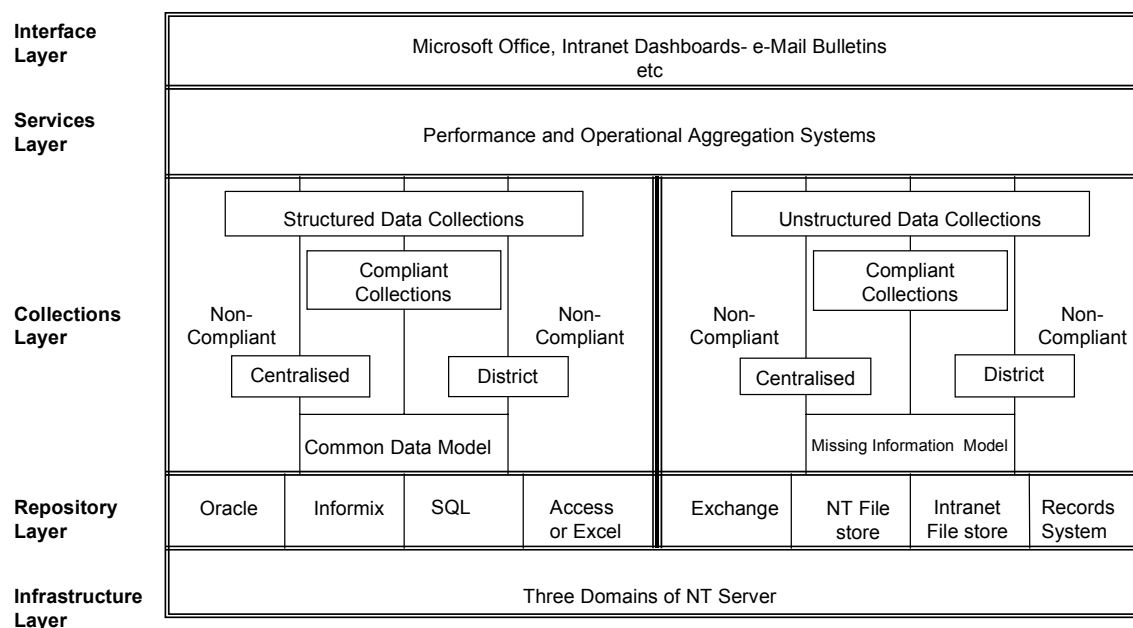 Interface
Layer
Microsoft Office, Intranet Dashboards- e-Mail Bulletins
etc
Services
Layer
Performance and Operational Aggregation Systems
Collections
Layer
Structured Data Collections
Compliant
Collections
Non-
Compliant
Non-
Compliant
Centralised
District
Common Data Model
Unstructured Data Collections
Compliant
Collections
Non-
Compliant
Non-
Compliant
Centralised
District
Missing Information Model
Repository
Layer
Oracle
Informix
SQL
Access
or Excel
Exchange
NT File
store
Intranet
File store
Records
System
Infrastructure
Layer
Three Domains of NT Server